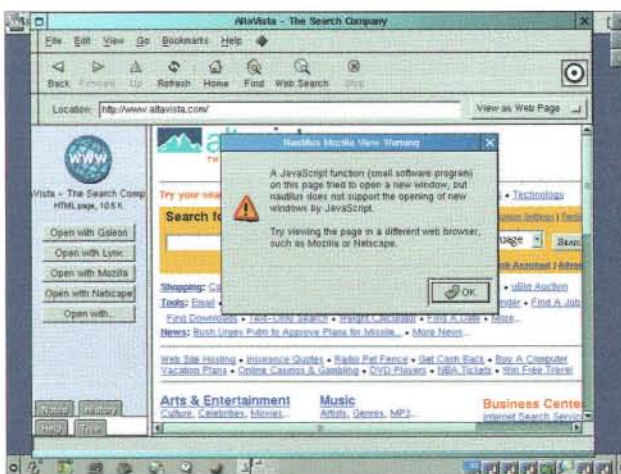 AltaVista - The Search Company
File Edit View Go Bookmarks Help
Back Forward Up Refresh Home Find Web Search Stop
Location: http://www.altavista.com/ View as Web Page
WWW
Vista - The Search Comp
HTML page, 10.6 K
Open with Galeon
Open with Lynx
Open with Mozilla
Open with Netscape
Open with...
Notes History
Help Tree
Nautilus Mozilla View Warning
A JavaScript function (small software program)
on this page tried to open a new window, but
nautilus does not support the opening of new
windows by JavaScript.
Try viewing the page in a different web browser,
such as Mozilla or Netscape.
OK
Try your sea
Technology
Search fo
uage
Shopping: Co
uBid Auction
Tools: Email
nder • Find A Job
Find Downloads • Text-Only Search • Weight Calculator • Find A Date • More...
News: Bush Urges Putin to Approve Plans for Missile... • More News...
Web Site Hosting • Insurance Quotes • Radio Pet Fence • Get Cash Back • Buy A Computer
Vacation Plans • Online Casinos & Gambling • DVD Players • NBA Tickets • Win Free Travel
Arts & Entertainment Music Business Cente
Culture, Celebrities, Movies... Artists, Genres, MP3... Internet Search Servic